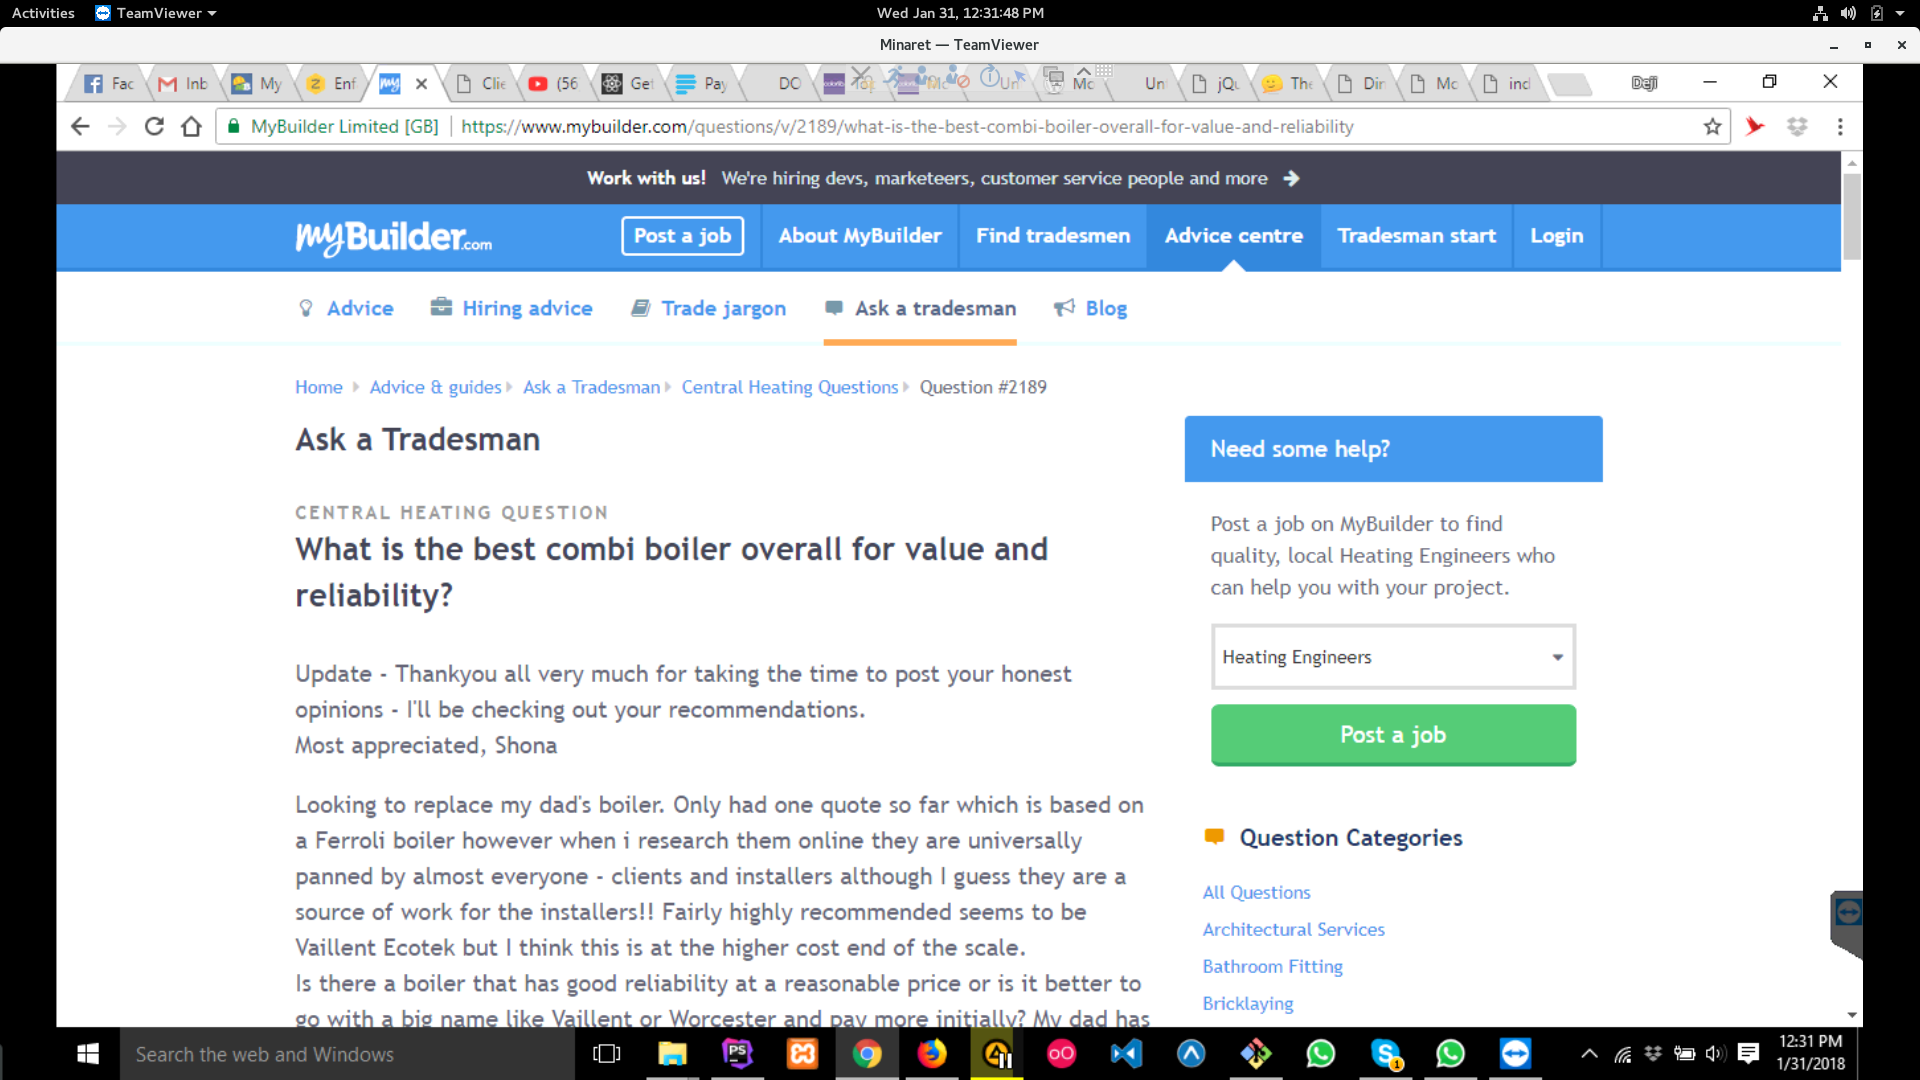 Activities TeamViewer Wed Jan 31, 12:31:48 PM
Minaret — TeamViewer
Fac Inb My Enf Clie (56 Get Pay DO Top Mo Un Mo Un jQu The Dir Mo ind Deji
MyBuilder Limited [GB] https://www.mybuilder.com/questions/v/2189/what-is-the-best-combi-boiler-overall-for-value-and-reliability
Work with us! We're hiring devs, marketeers, customer service people and more
myBuilder.com Post a job About MyBuilder Find tradesmen Advice centre Tradesman start Login
Advice Hiring advice Trade jargon Ask a tradesman Blog
Home Advice & guides Ask a Tradesman Central Heating Questions Question #2189
Ask a Tradesman
CENTRAL HEATING QUESTION
What is the best combi boiler overall for value and
reliability?
Update - Thankyou all very much for taking the time to post your honest
opinions - I'll be checking out your recommendations.
Most appreciated, Shona
Looking to replace my dad's boiler. Only had one quote so far which is based on
a Ferroli boiler however when i research them online they are universally
panned by almost everyone - clients and installers although I guess they are a
source of work for the installers!! Fairly highly recommended seems to be
Vaillent Ecotek but I think this is at the higher cost end of the scale.
Is there a boiler that has good reliability at a reasonable price or is it better to
go with a big name like Vaillent or Worcester and pay more initially? My dad has
Need some help?
Post a job on MyBuilder to find
quality, local Heating Engineers who
can help you with your project.
Heating Engineers
Post a job
Question Categories
All Questions
Architectural Services
Bathroom Fitting
Bricklaying
Search the web and Windows
PS
1
12:31 PM
1/31/2018